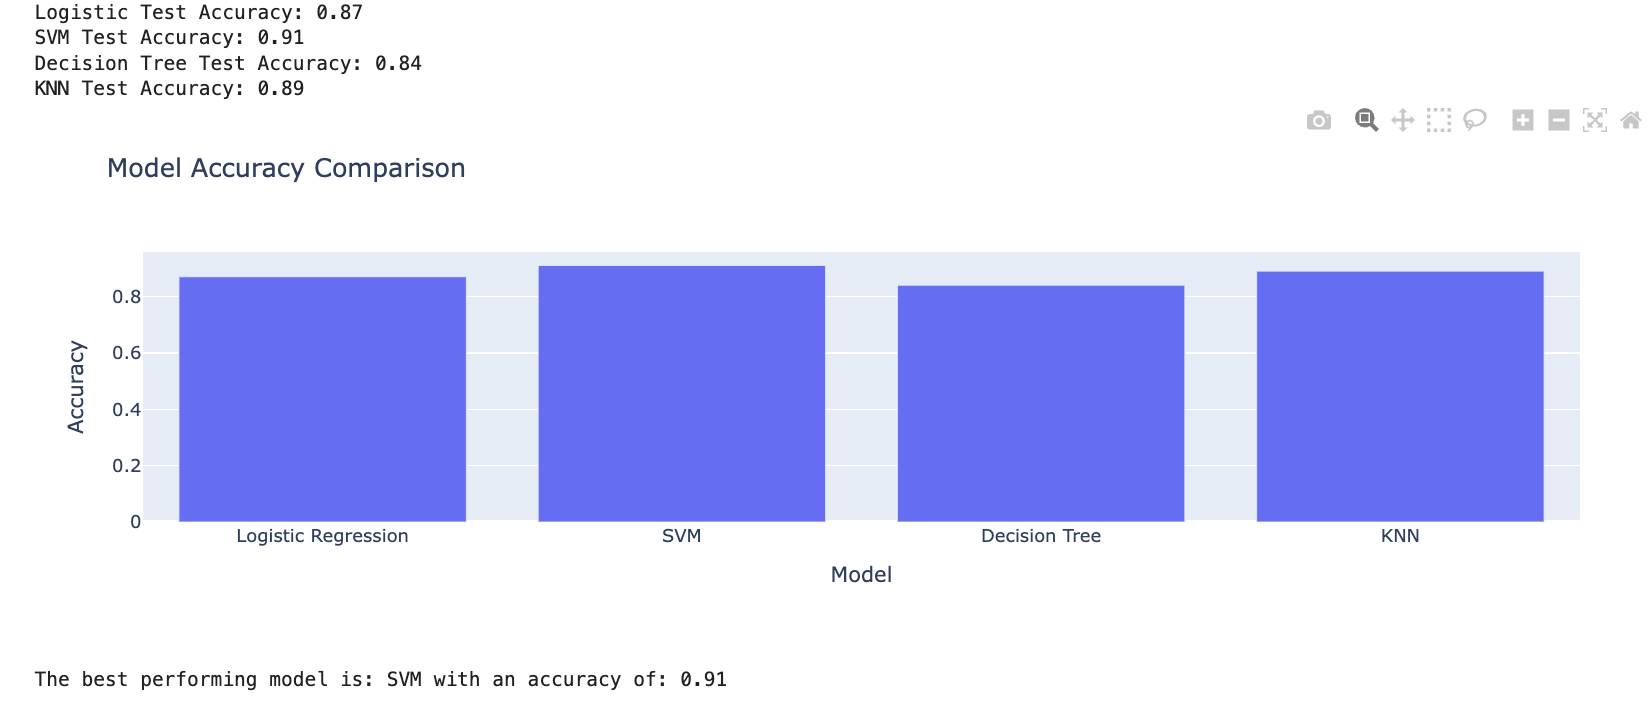 Logistic Test Accuracy: 0.87
SVM Test Accuracy: 0.91
Decision Tree Test Accuracy: 0.84
KNN Test Accuracy: 0.89
Model Accuracy Comparison
Accuracy
0.8
0.6
0.4
0.2
0
Logistic Regression
SVM
Decision Tree
KNN
Model
The best performing model is: SVM with an accuracy of: 0.91